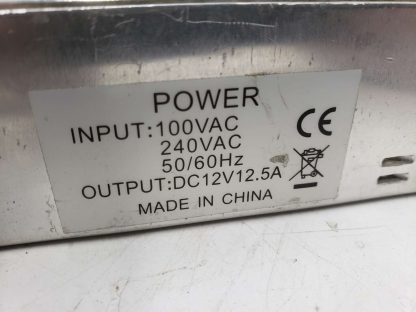 POWER
INPUT:100VAC
240VAC
50/60Hz
OUTPUT:DC12V12.5A
MADE IN CHINA
CE